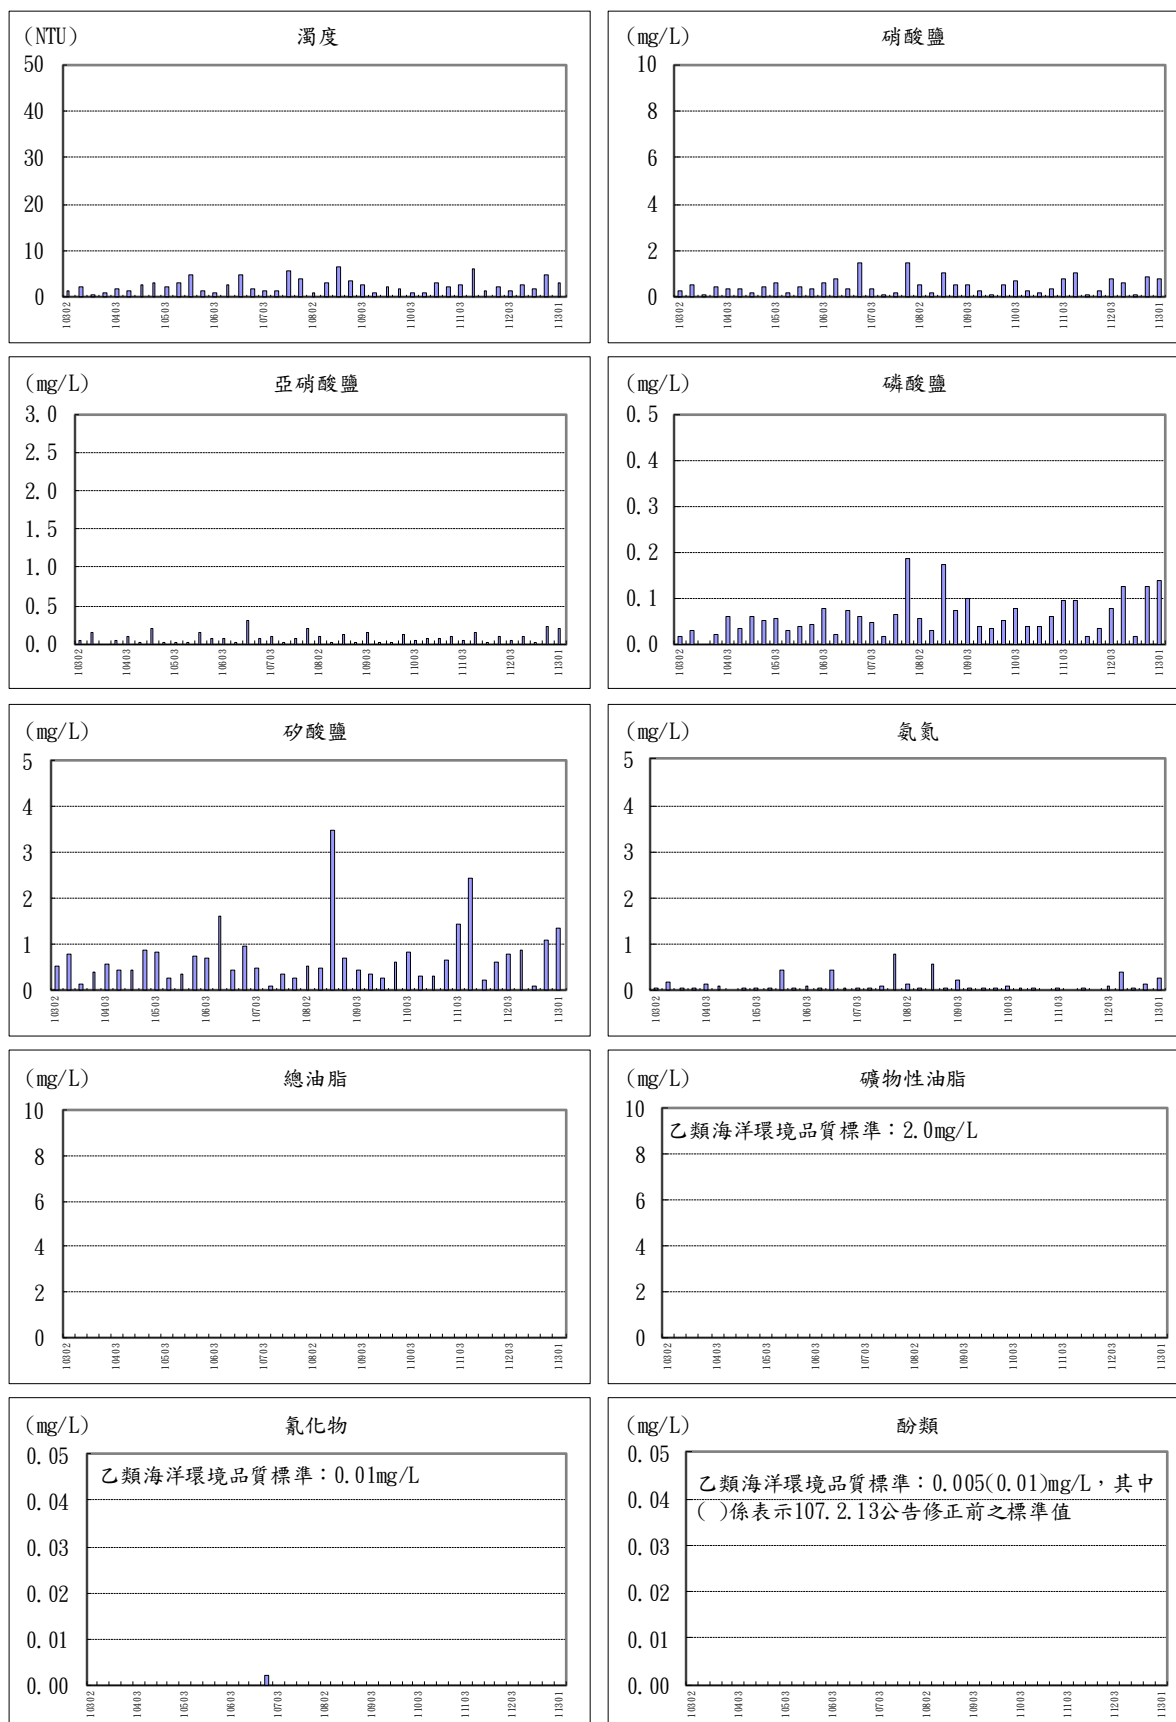 (NTU) 濁度
50
40
30
20
10
0
10302 10403 10503 10603 10703 10802 10903 11003 11103 11203 11301
(mg/L) 硝酸鹽
10
8
6
4
2
0
10302 10403 10503 10603 10703 10802 10903 11003 11103 11203 11301
(mg/L) 亞硝酸鹽
3.0
2.5
2.0
1.5
1.0
0.5
0.0
10302 10403 10503 10603 10703 10802 10903 11003 11103 11203 11301
(mg/L) 磷酸鹽
0.5
0.4
0.3
0.2
0.1
0.0
10302 10403 10503 10603 10703 10802 10903 11003 11103 11203 11301
(mg/L) 矽酸鹽
5
4
3
2
1
0
10302 10403 10503 10603 10703 10802 10903 11003 11103 11203 11301
(mg/L) 氨氮
5
4
3
2
1
0
10302 10403 10503 10603 10703 10802 10903 11003 11103 11203 11301
(mg/L) 總油脂
10
8
6
4
2
0
10302 10403 10503 10603 10703 10802 10903 11003 11103 11203 11301
(mg/L) 礦物性油脂
10
乙類海洋環境品質標準：2.0mg/L
8
6
4
2
0
10302 10403 10503 10603 10703 10802 10903 11003 11103 11203 11301
(mg/L) 氰化物
0.05
乙類海洋環境品質標準：0.01mg/L
0.04
0.03
0.02
0.01
0.00
10302 10403 10503 10603 10703 10802 10903 11003 11103 11203 11301
(mg/L) 酚類
0.05
乙類海洋環境品質標準：0.005(0.01)mg/L，其中
( )係表示107.2.13公告修正前之標準值
0.04
0.03
0.02
0.01
0.00
10302 10403 10503 10603 10703 10802 10903 11003 11103 11203 11301